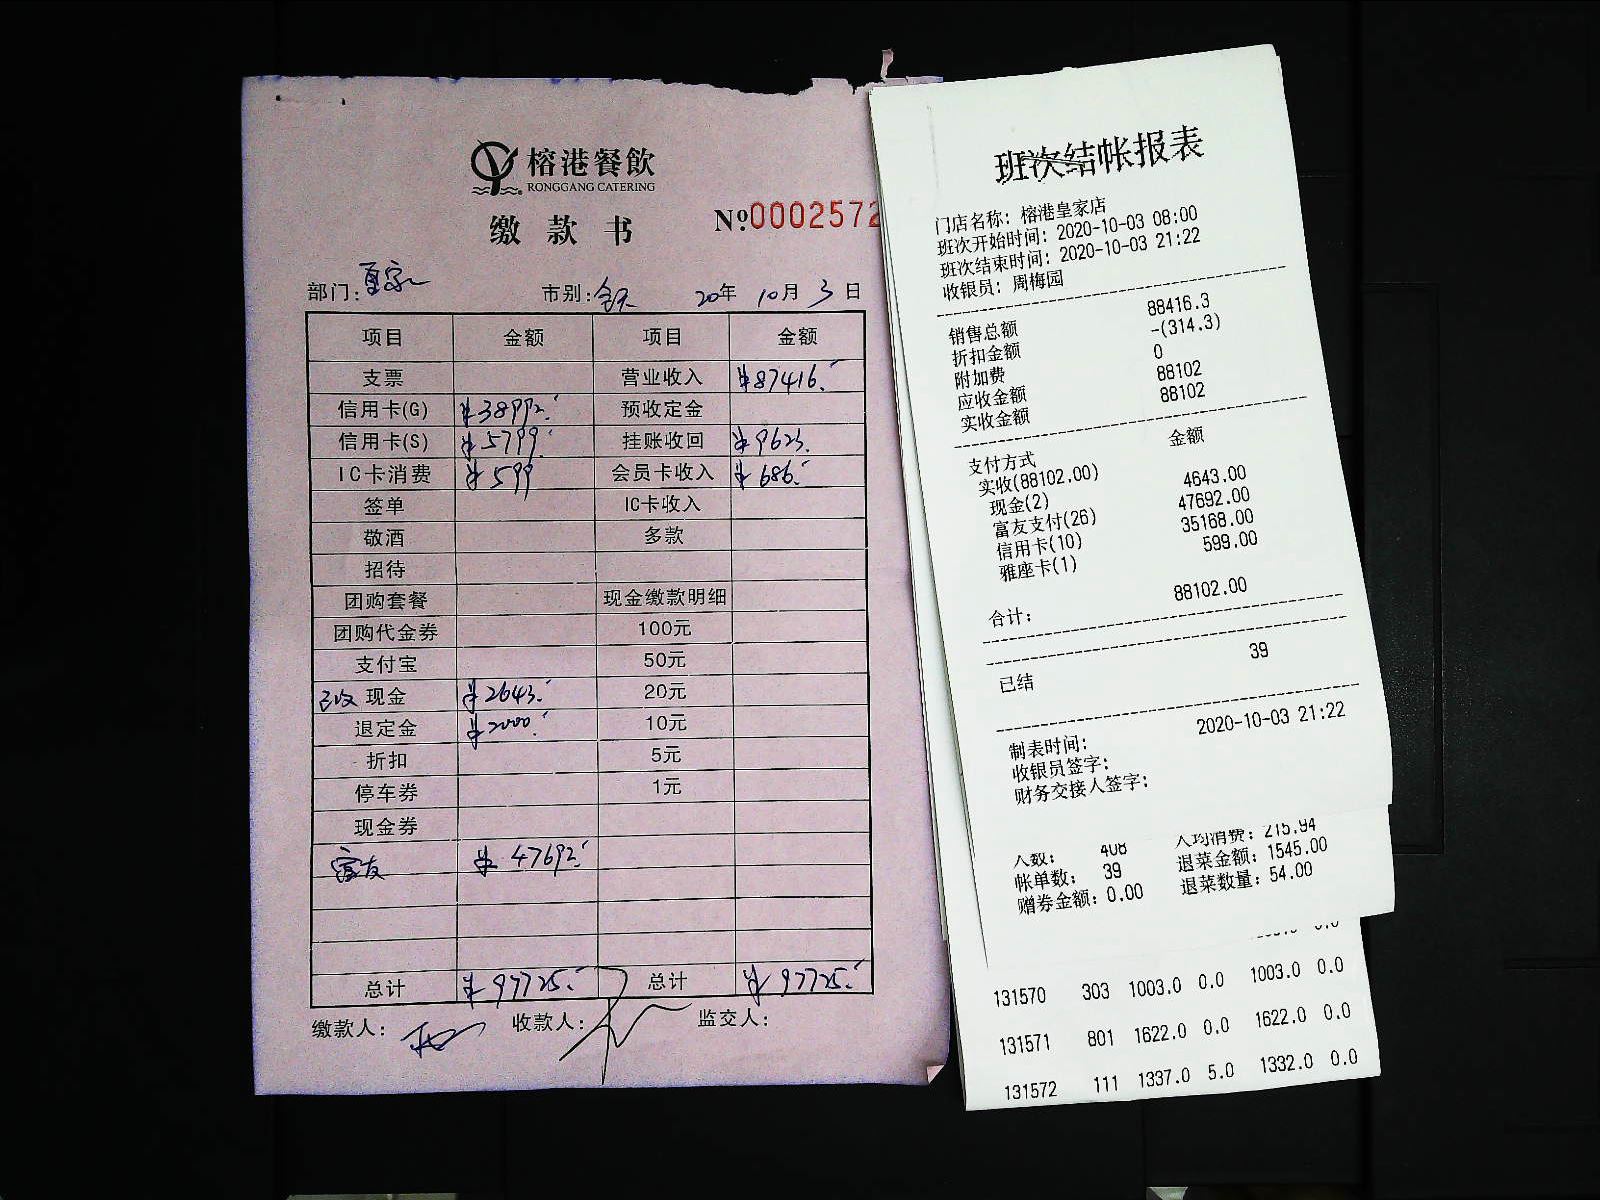 榕港餐飲
RONGGANG CATERING
缴款书
№0002572
部门: 皇家 市别: 全天 20年 10月 3日
项目 金额 项目 金额
支票 营业收入 ¥87416.-
信用卡(G) ¥38992.- 预收定金
信用卡(S) ¥5799.- 挂账收回 ¥9623.
IC卡消费 ¥599 会员卡收入 ¥686.-
签单 IC卡收入
敬酒 多款
招待
团购套餐 现金缴款明细
团购代金券 100元
支付宝 50元
已收 现金 ¥2643.- 20元
退定金 ¥2000.- 10元
折扣 5元
停车券 1元
现金券
富友 ¥47692.-
总计 ¥97725.- 总计 ¥97725.-
缴款人: 收款人: 监交人:
班次结帐报表
门店名称: 榕港皇家店
班次开始时间: 2020-10-03 08:00
班次结束时间: 2020-10-03 21:22
收银员: 周梅园
销售总额 88416.3
折扣金额 -(314.3)
附加费 0
应收金额 88102
实收金额 88102
支付方式 金额
实收(88102.00)
现金(2) 4643.00
富友支付(26) 47692.00
信用卡(10) 35168.00
雅座卡(1) 599.00
合计: 88102.00
已结 39
制表时间: 2020-10-03 21:22
收银员签字:
财务交接人签字:
人数: 408 人均消费: 215.94
帐单数: 39 退菜金额: 1545.00
赠券金额: 0.00 退菜数量: 54.00
131570 303 1003.0 0.0 1003.0 0.0
131571 801 1622.0 0.0 1622.0 0.0
131572 111 1337.0 5.0 1332.0 0.0